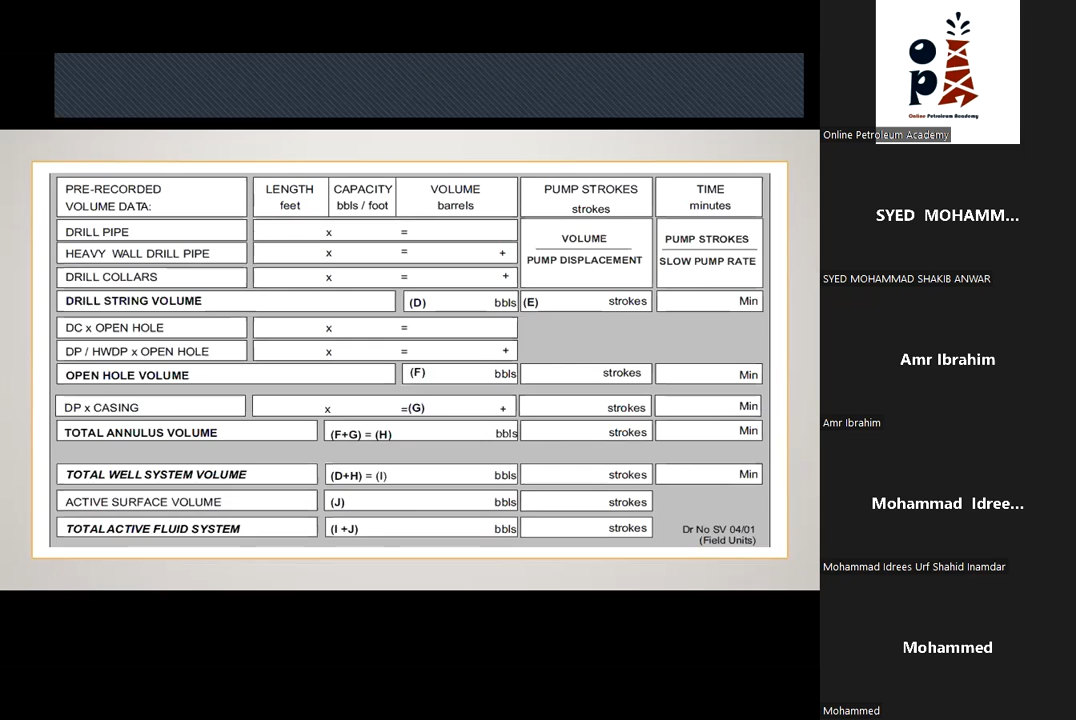 PRE-RECORDED
VOLUME DATA:
LENGTH
feet
CAPACITY
bbls / foot
VOLUME
barrels
PUMP STROKES
strokes
TIME
minutes
DRILL PIPE x =
HEAVY WALL DRILL PIPE x = +
DRILL COLLARS x = +
VOLUME
PUMP DISPLACEMENT
PUMP STROKES
SLOW PUMP RATE
DRILL STRING VOLUME (D) bbls (E) strokes Min
DC x OPEN HOLE x =
DP / HWDP x OPEN HOLE x = +
OPEN HOLE VOLUME (F) bbls strokes Min
DP x CASING x =(G) + strokes Min
TOTAL ANNULUS VOLUME (F+G) = (H) bbls strokes Min
TOTAL WELL SYSTEM VOLUME (D+H) = (I) bbls strokes Min
ACTIVE SURFACE VOLUME (J) bbls strokes
TOTAL ACTIVE FLUID SYSTEM (I +J) bbls strokes
Dr No SV 04/01
(Field Units)
op
Online Petroleum Academy
Online Petroleum Academy
SYED MOHAMM...
SYED MOHAMMAD SHAKIB ANWAR
Amr Ibrahim
Amr Ibrahim
Mohammad Idree...
Mohammad Idrees Urf Shahid Inamdar
Mohammed
Mohammed